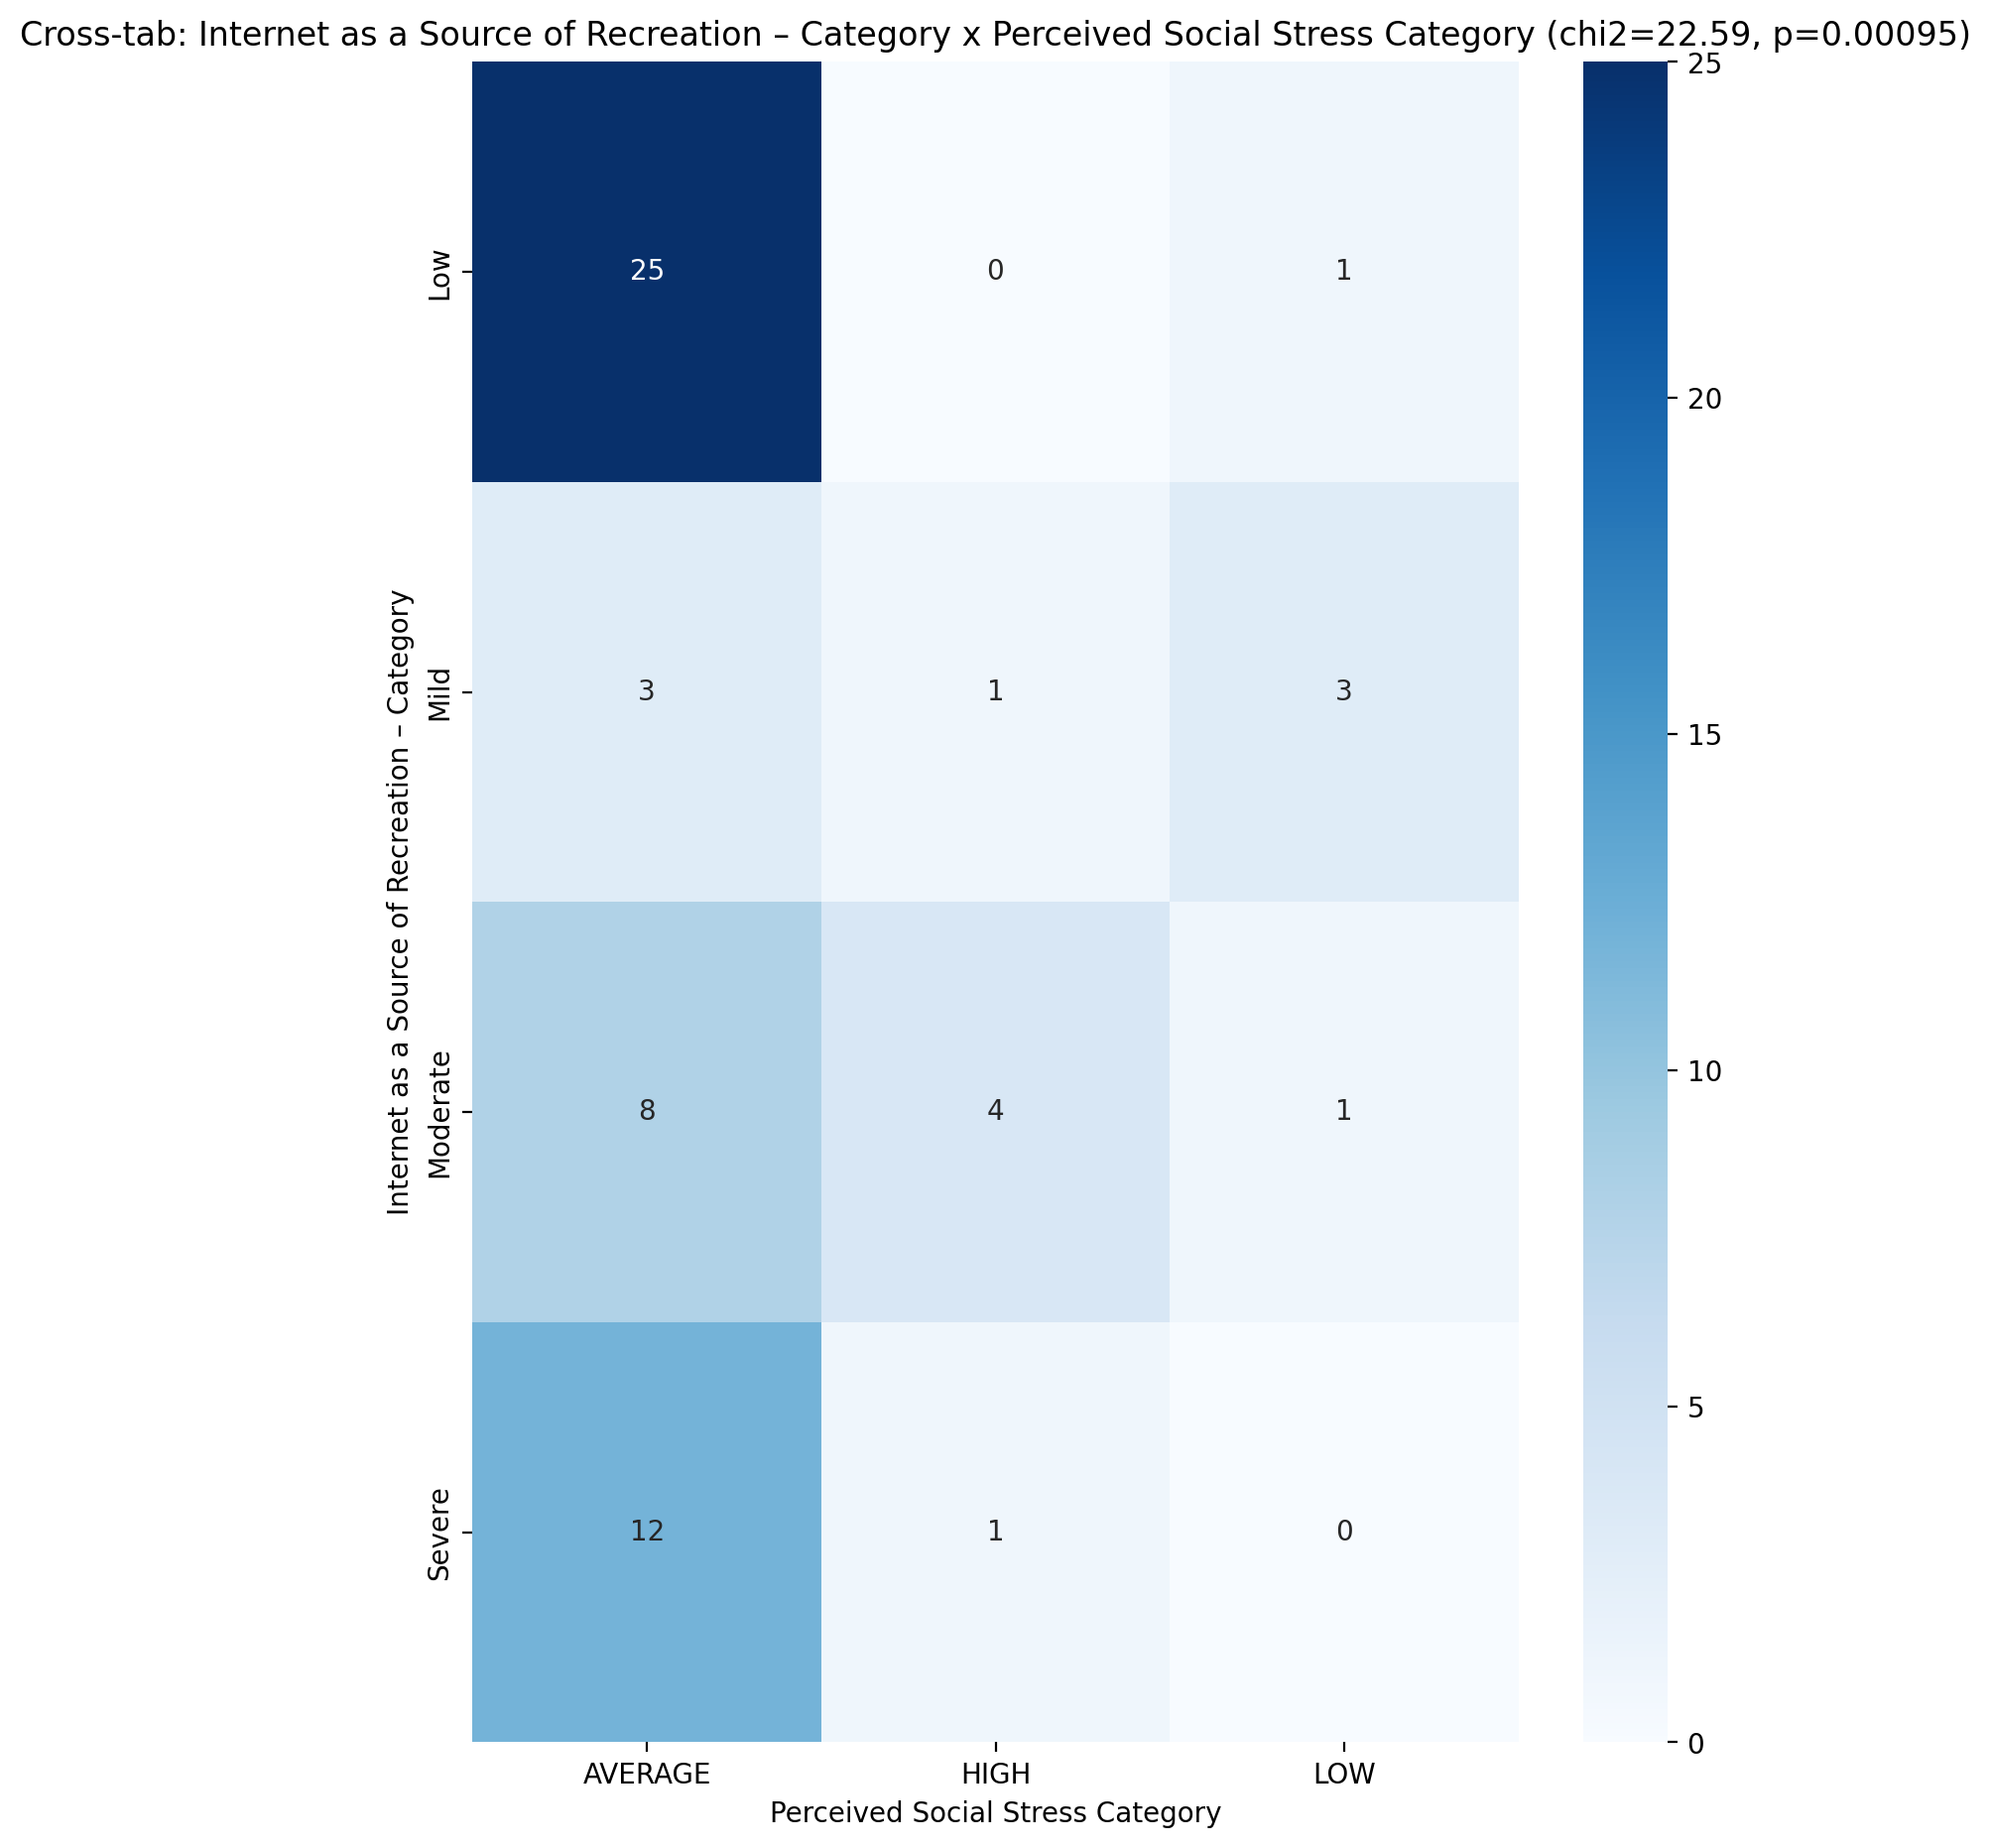 Cross-tab: Internet as a Source of Recreation – Category x Perceived Social Stress Category (chi2=22.59, p=0.00095)
Internet as a Source of Recreation – Category
Low
25
0
1
Mild
3
1
3
Moderate
8
4
1
Severe
12
1
0
AVERAGE
HIGH
LOW
Perceived Social Stress Category
25
20
15
10
5
0